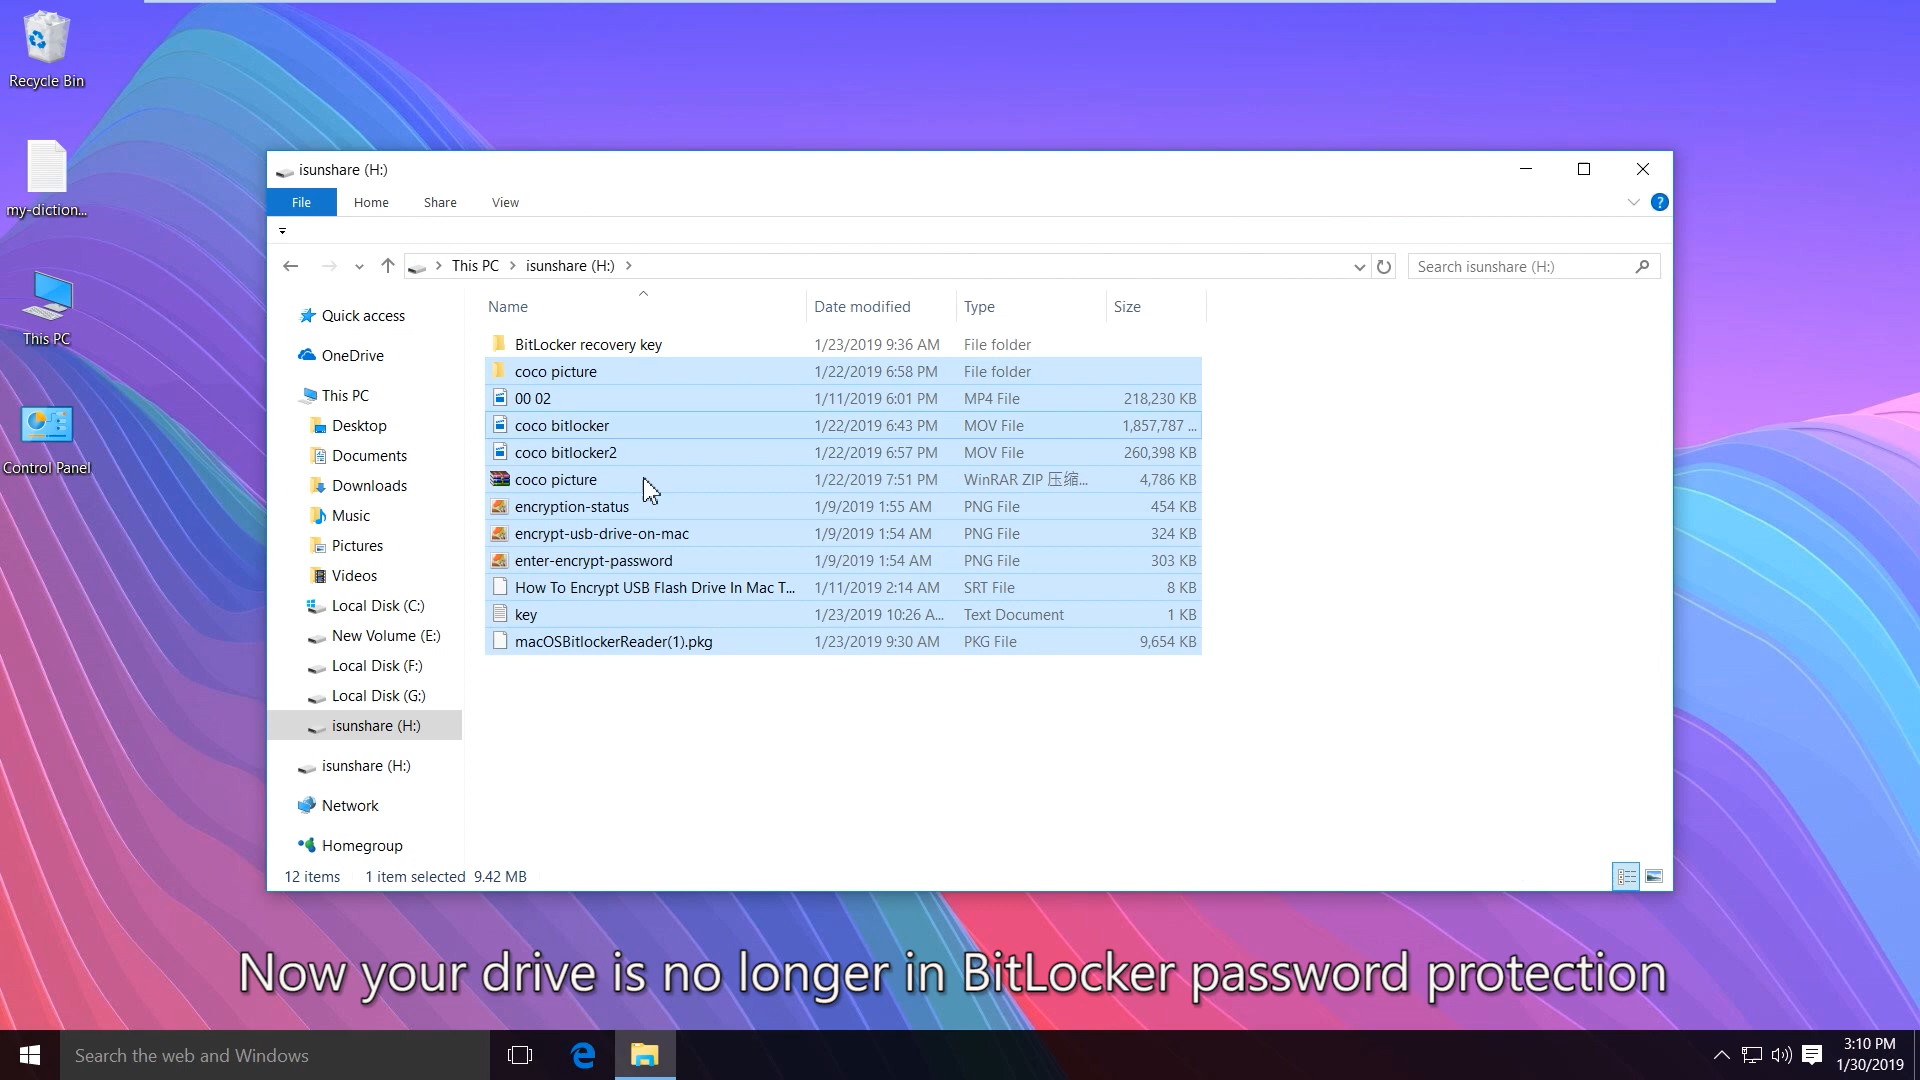 Recycle Bin
my-diction...
This PC
Control Panel
isunshare (H:)
File Home Share View
This PC isunshare (H:)
Search isunshare (H:)
Quick access
OneDrive
This PC
Desktop
Documents
Downloads
Music
Pictures
Videos
Local Disk (C:)
New Volume (E:)
Local Disk (F:)
Local Disk (G:)
isunshare (H:)
isunshare (H:)
Network
Homegroup
Name Date modified Type Size
BitLocker recovery key 1/23/2019 9:36 AM File folder
coco picture 1/22/2019 6:58 PM File folder
00 02 1/11/2019 6:01 PM MP4 File 218,230 KB
coco bitlocker 1/22/2019 6:43 PM MOV File 1,857,787 ...
coco bitlocker2 1/22/2019 6:57 PM MOV File 260,398 KB
coco picture 1/22/2019 7:51 PM WinRAR ZIP 压缩... 4,786 KB
encryption-status 1/9/2019 1:55 AM PNG File 454 KB
encrypt-usb-drive-on-mac 1/9/2019 1:54 AM PNG File 324 KB
enter-encrypt-password 1/9/2019 1:54 AM PNG File 303 KB
How To Encrypt USB Flash Drive In Mac T... 1/11/2019 2:14 AM SRT File 8 KB
key 1/23/2019 10:26 A... Text Document 1 KB
macOSBitlockerReader(1).pkg 1/23/2019 9:30 AM PKG File 9,654 KB
12 items 1 item selected 9.42 MB
Now your drive is no longer in BitLocker password protection
Search the web and Windows
3:10 PM
1/30/2019